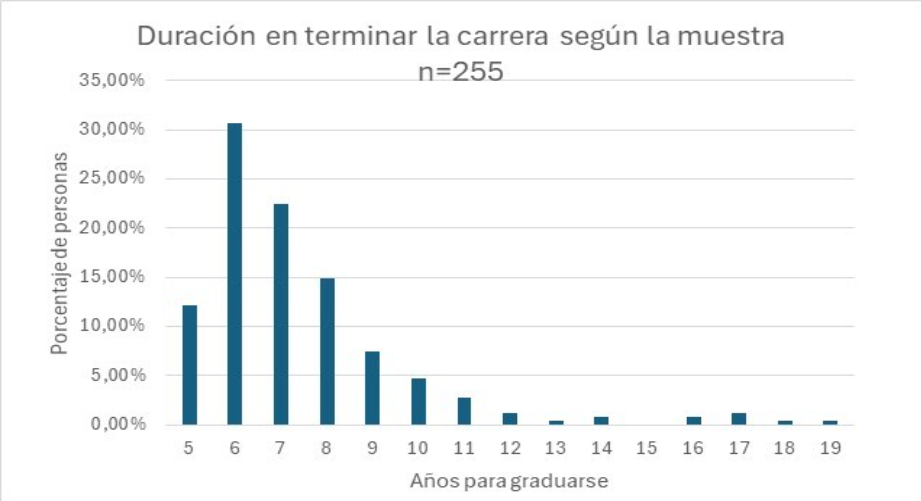 Duración en terminar la carrera según la muestra
n=255
35,00%
30,00%
25,00%
20,00%
15,00%
10,00%
5,00%
0,00%
Porcentaje de personas
5 6 7 8 9 10 11 12 13 14 15 16 17 18 19
Años para graduarse